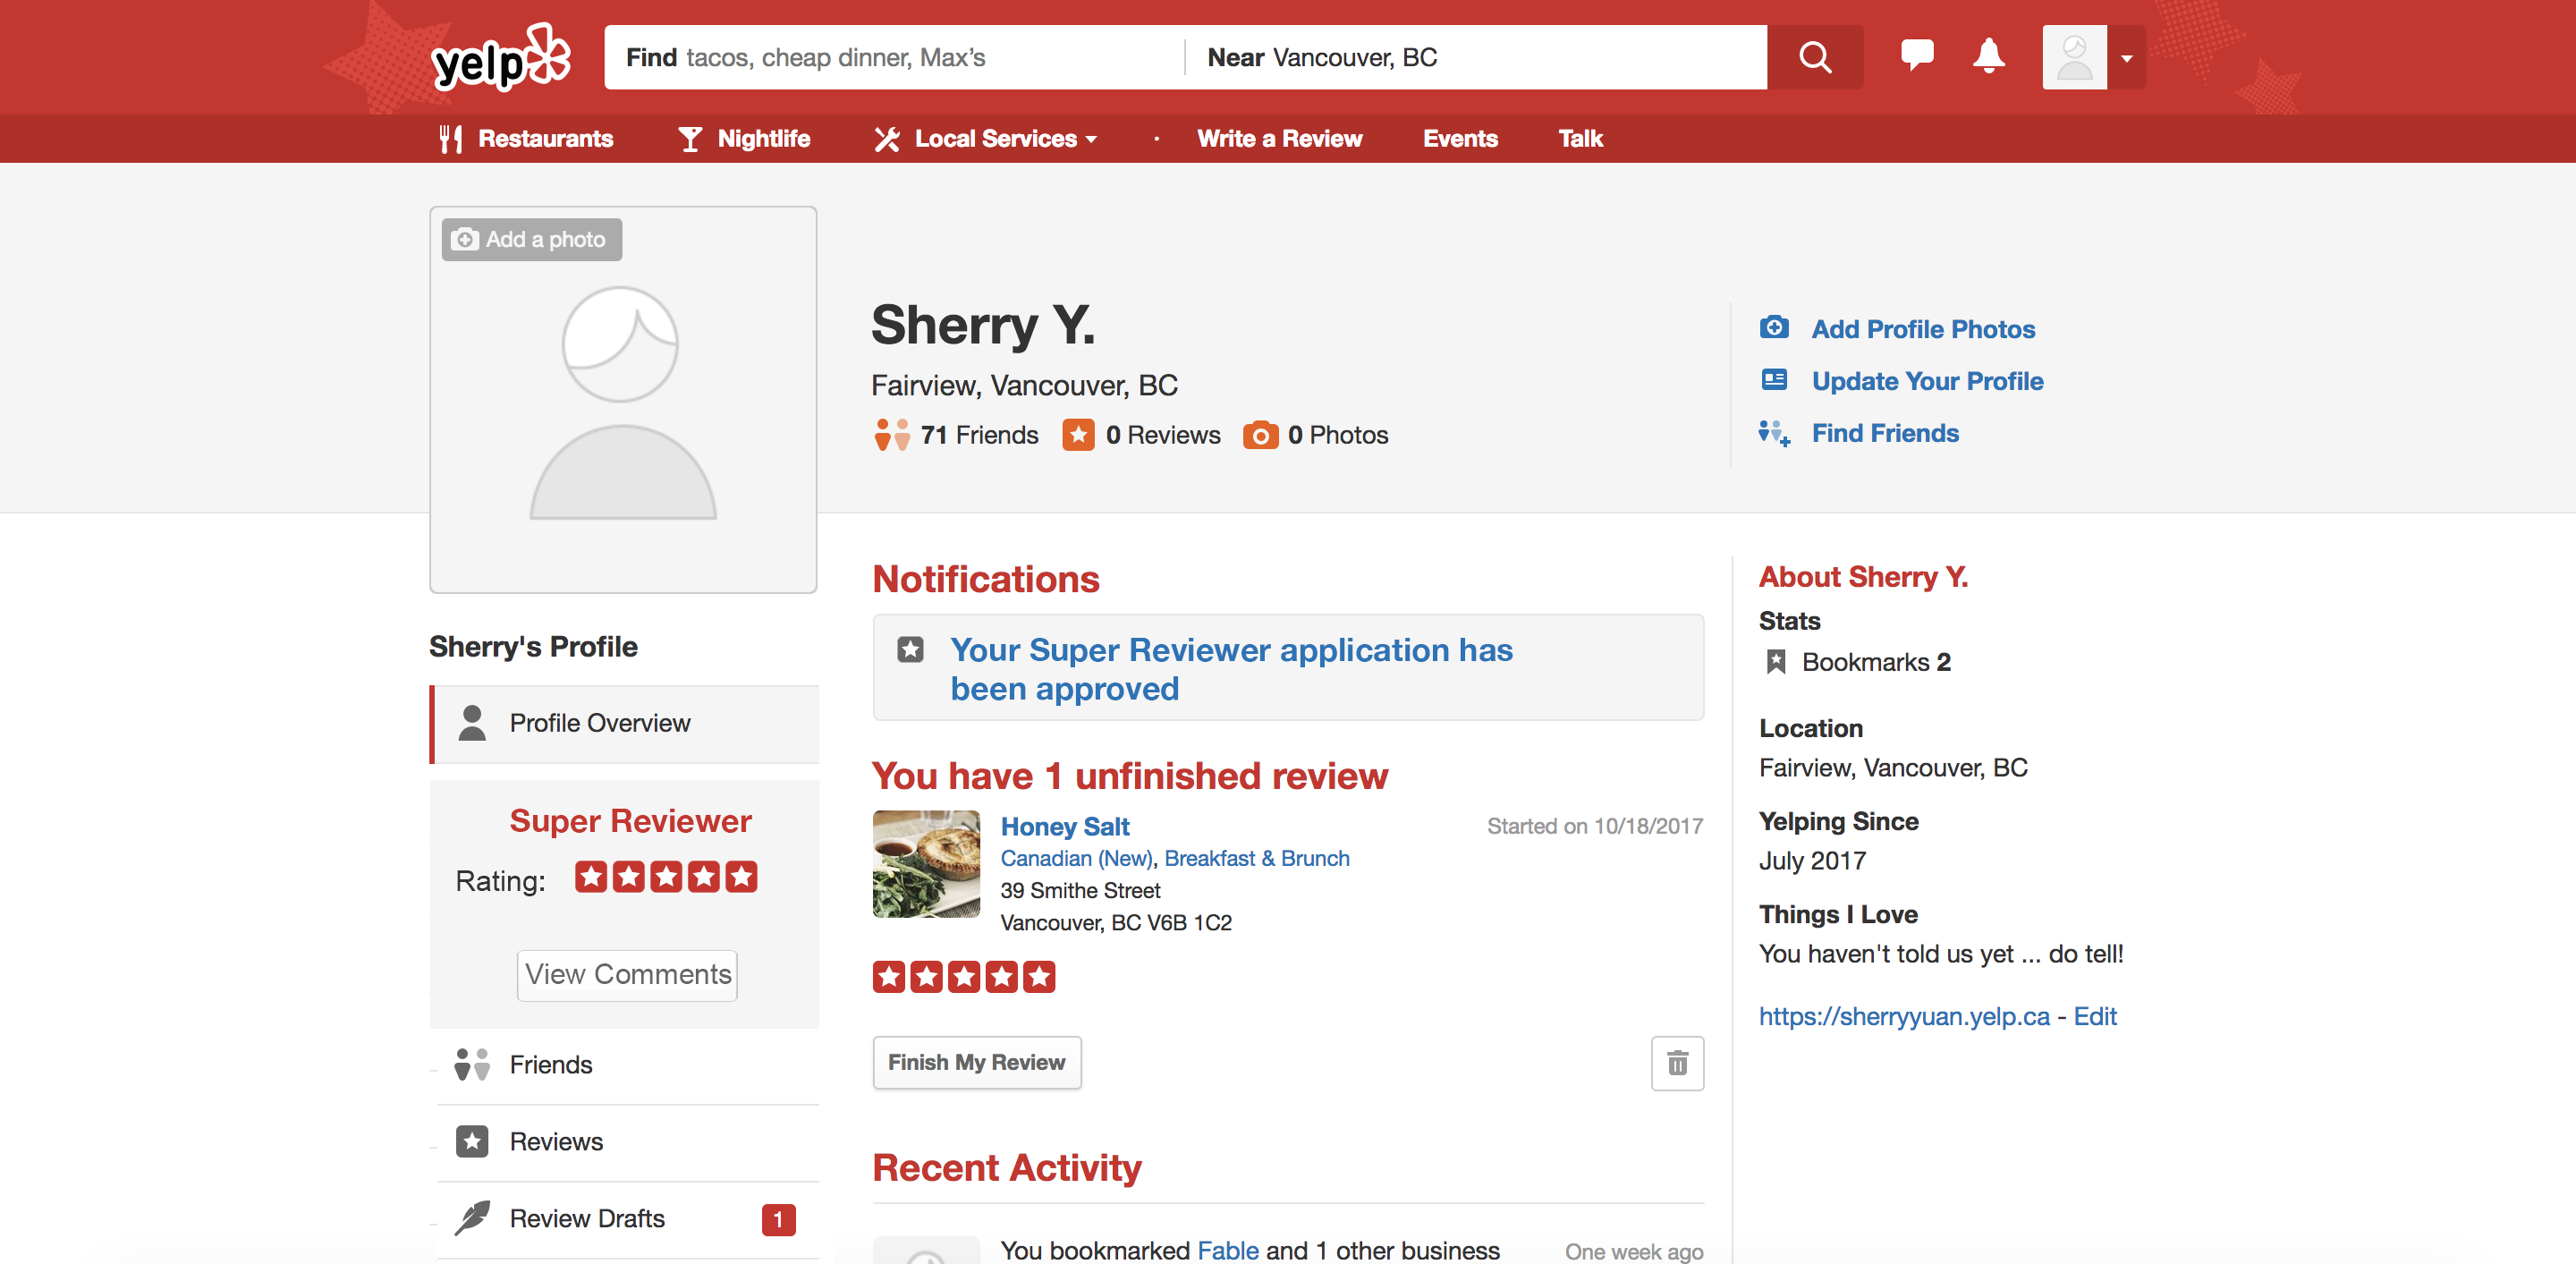 yelp
Find tacos, cheap dinner, Max's
Near Vancouver, BC
Restaurants
Nightlife
Local Services
·
Write a Review
Events
Talk
Add a photo
Sherry Y.
Fairview, Vancouver, BC
71 Friends
0 Reviews
0 Photos
Add Profile Photos
Update Your Profile
Find Friends
Sherry's Profile
Profile Overview
Super Reviewer
Rating:
View Comments
Friends
Reviews
Review Drafts
1
Notifications
Your Super Reviewer application has
been approved
You have 1 unfinished review
Honey Salt
Started on 10/18/2017
Canadian (New), Breakfast & Brunch
39 Smithe Street
Vancouver, BC V6B 1C2
Finish My Review
Recent Activity
You bookmarked Fable and 1 other business
One week ago
About Sherry Y.
Stats
Bookmarks 2
Location
Fairview, Vancouver, BC
Yelping Since
July 2017
Things I Love
You haven't told us yet ... do tell!
https://sherryyuan.yelp.ca - Edit